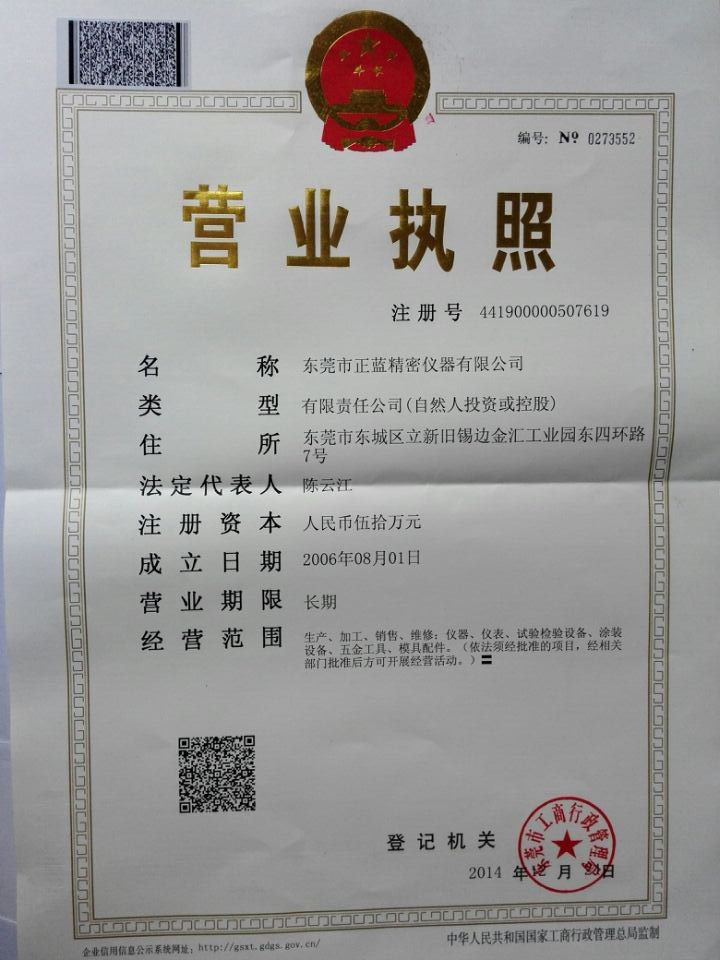 编号: № 0273552
营业执照
注册号 441900000507619
名称 东莞市正蓝精密仪器有限公司
类型 有限责任公司(自然人投资或控股)
住所 东莞市东城区立新旧锡边金汇工业园东四环路
7号
法定代表人 陈云江
注册资本 人民币伍拾万元
成立日期 2006年08月01日
营业期限 长期
经营范围 生产、加工、销售、维修：仪器、仪表、试验检验设备、涂装
设备、五金工具、模具配件。（依法须经批准的项目，经相关
部门批准后方可开展经营活动。）
登记机关
东莞市工商行政管理局
2014 年 月 日
企业信用信息公示系统网址: http://gsxt.gdgs.gov.cn/
中华人民共和国国家工商行政管理总局监制